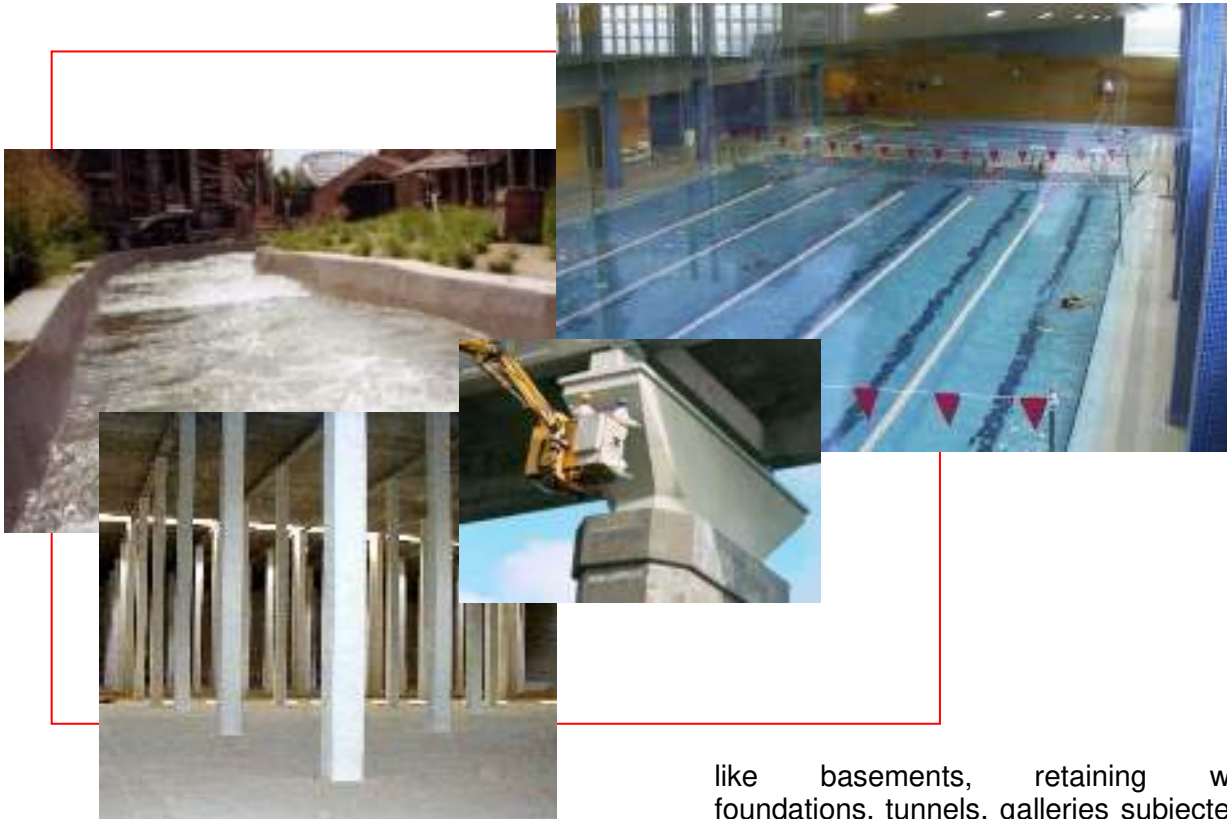 like basements, retaining
foundations, tunnels, galleries subjecte